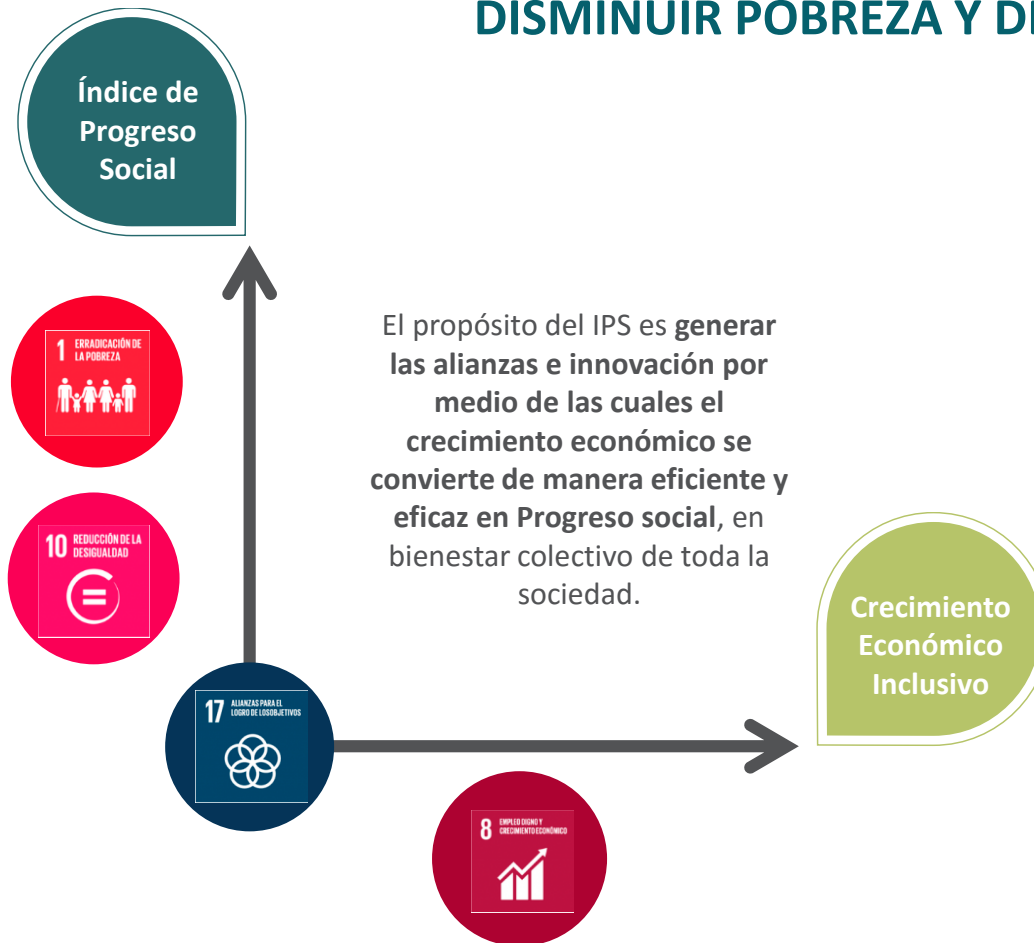 DISMINUIR POBREZA Y
Índice de
Progreso
Social
1 ERRADICACIÓN DE
LA POBREZA
El propósito del IPS es generar
las alianzas e innovación por
medio de las cuales el
crecimiento económico se
convierte de manera eficiente y
eficaz en Progreso social, en
bienestar colectivo de toda la
sociedad.
10 REDUCCIÓN DE LA
DESIGUALDAD
Crecimiento
Económico
Inclusivo
17 ALIANZAS PARA EL
LOGRO DE LOSOBJETIVOS
8 EMPLEO DIGNO Y
CRECIMIENTO ECONÓMICO